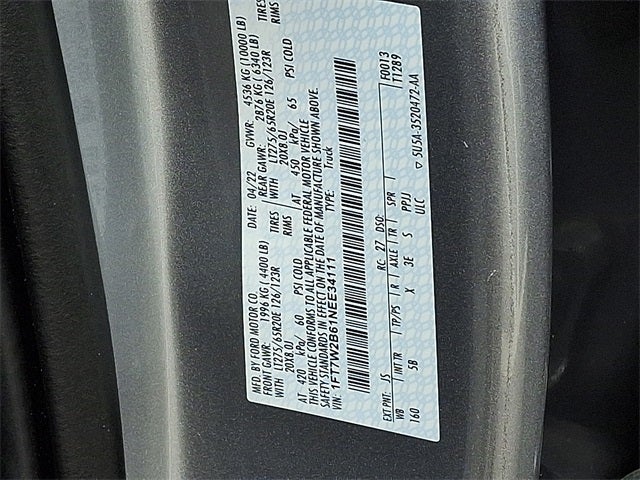 MFD. BY FORD MOTOR CO.
DATE: 04/22 GVWR: 4536 KG (10000 LB)
FRONT GAWR: 1996 KG ( 4400 LB) REAR GAWR: 2876 KG ( 6340 LB)
LT275/65R20E 126/123R TIRES WITH LT275/65R20E 126/123R TIRES
20X8.0J RIMS 20X8.0J RIMS
AT 420 kPa/ 60 PSI COLD AT 450 kPa/ 65 PSI COLD
THIS VEHICLE CONFORMS TO ALL APPLICABLE FEDERAL MOTOR VEHICLE
SAFETY STANDARDS IN EFFECT ON THE DATE OF MANUFACTURE SHOWN ABOVE.
VIN: 1FT7W2B61NEE34111 TYPE: Truck
F0013
T1289
EXT PNT: JS RC: 27 DSO:
WB INT TR TP/PS R AXLE TR SPR
160 5B X 3E S PPJJ
ULC ▽ 5U5A-3520472-AA